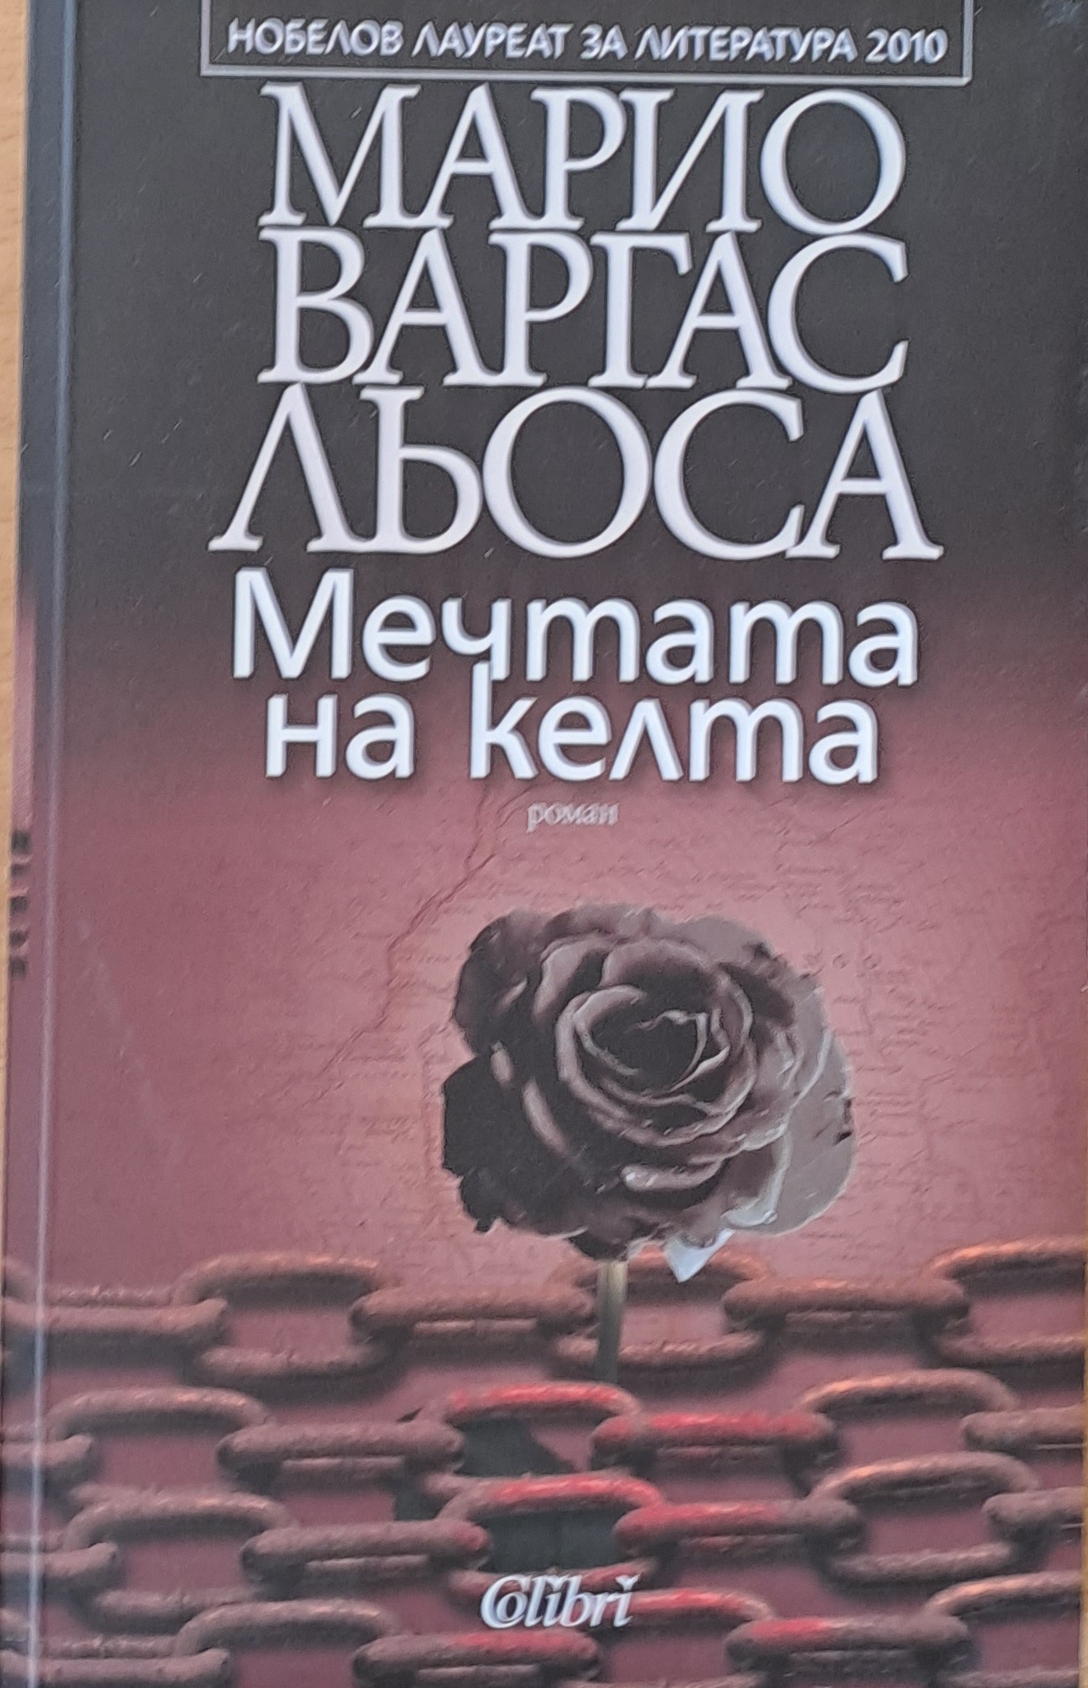 НОБЕЛОВ ЛАУРЕАТ ЗА ЛИТЕРАТУРА 2010
МАРИО
ВАРГАС
ЛЬОСА
Мечтата
на келта
роман
Colibri